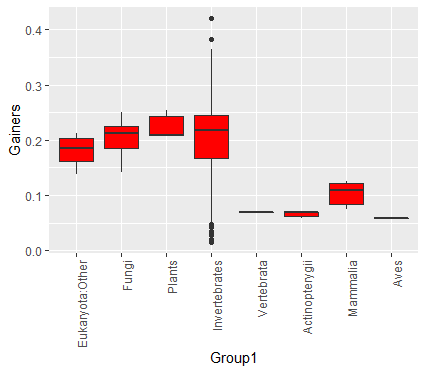 Gainers
0.4
0.3
0.2
0.1
0.0
Eukaryota:Other
Fungi
Plants
Invertebrates
Vertebrata
Actinopterygii
Mammalia
Aves
Group1